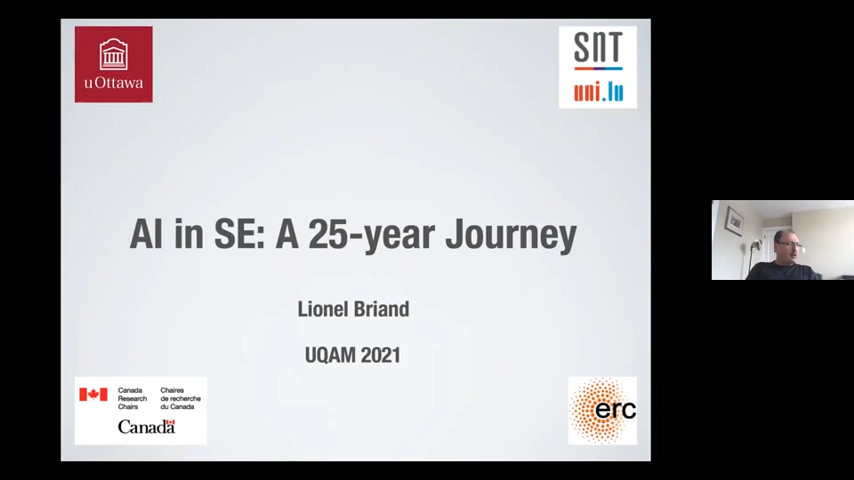 uOttawa
SNT
uni.lu
AI in SE: A 25-year Journey
Lionel Briand
UQAM 2021
Canada Chaires
Research de recherche
Chairs du Canada
Canada
erc